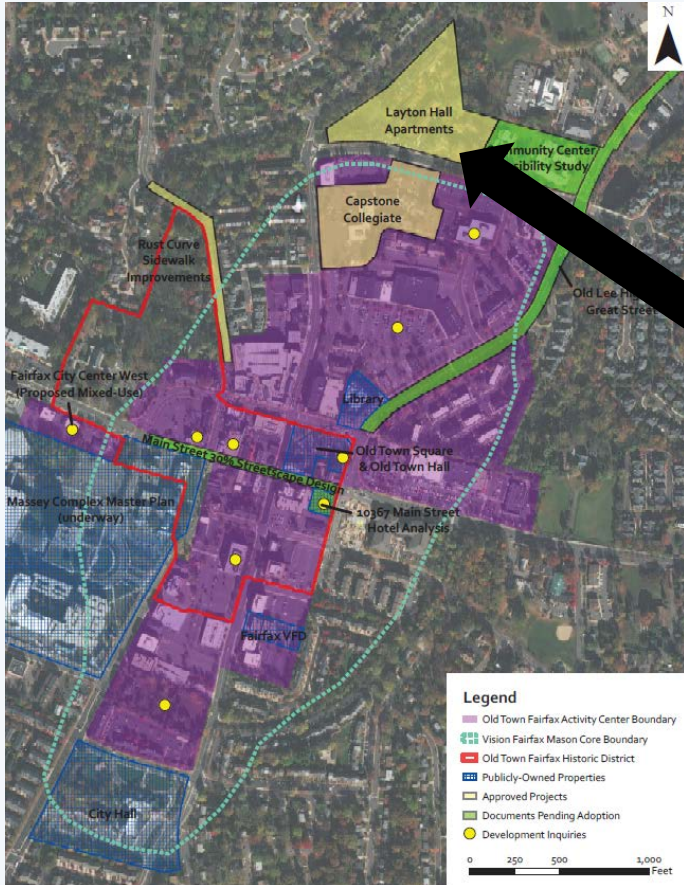 N
Layton Hall
Apartments
munity Center
sibility Study
Capstone
Collegiate
Rust Curve
Sidewalk
Improvements
Old Lee Hi
Great Street
Fairfax City Center West
(Proposed Mixed-Use)
Library
Main Street 30% StreetScape Design
Old Town Square
& Old Town Hall
Massey Complex Master Plan
(underway)
10367 Main Street
Hotel Analysis
Fairfax VFD
City Hall
Legend
Old Town Fairfax Activity Center Boundary
Vision Fairfax Mason Core Boundary
Old Town Fairfax Historic District
Publicly-Owned Properties
Approved Projects
Documents Pending Adoption
Development Inquiries
0 250 500 1,000
Feet